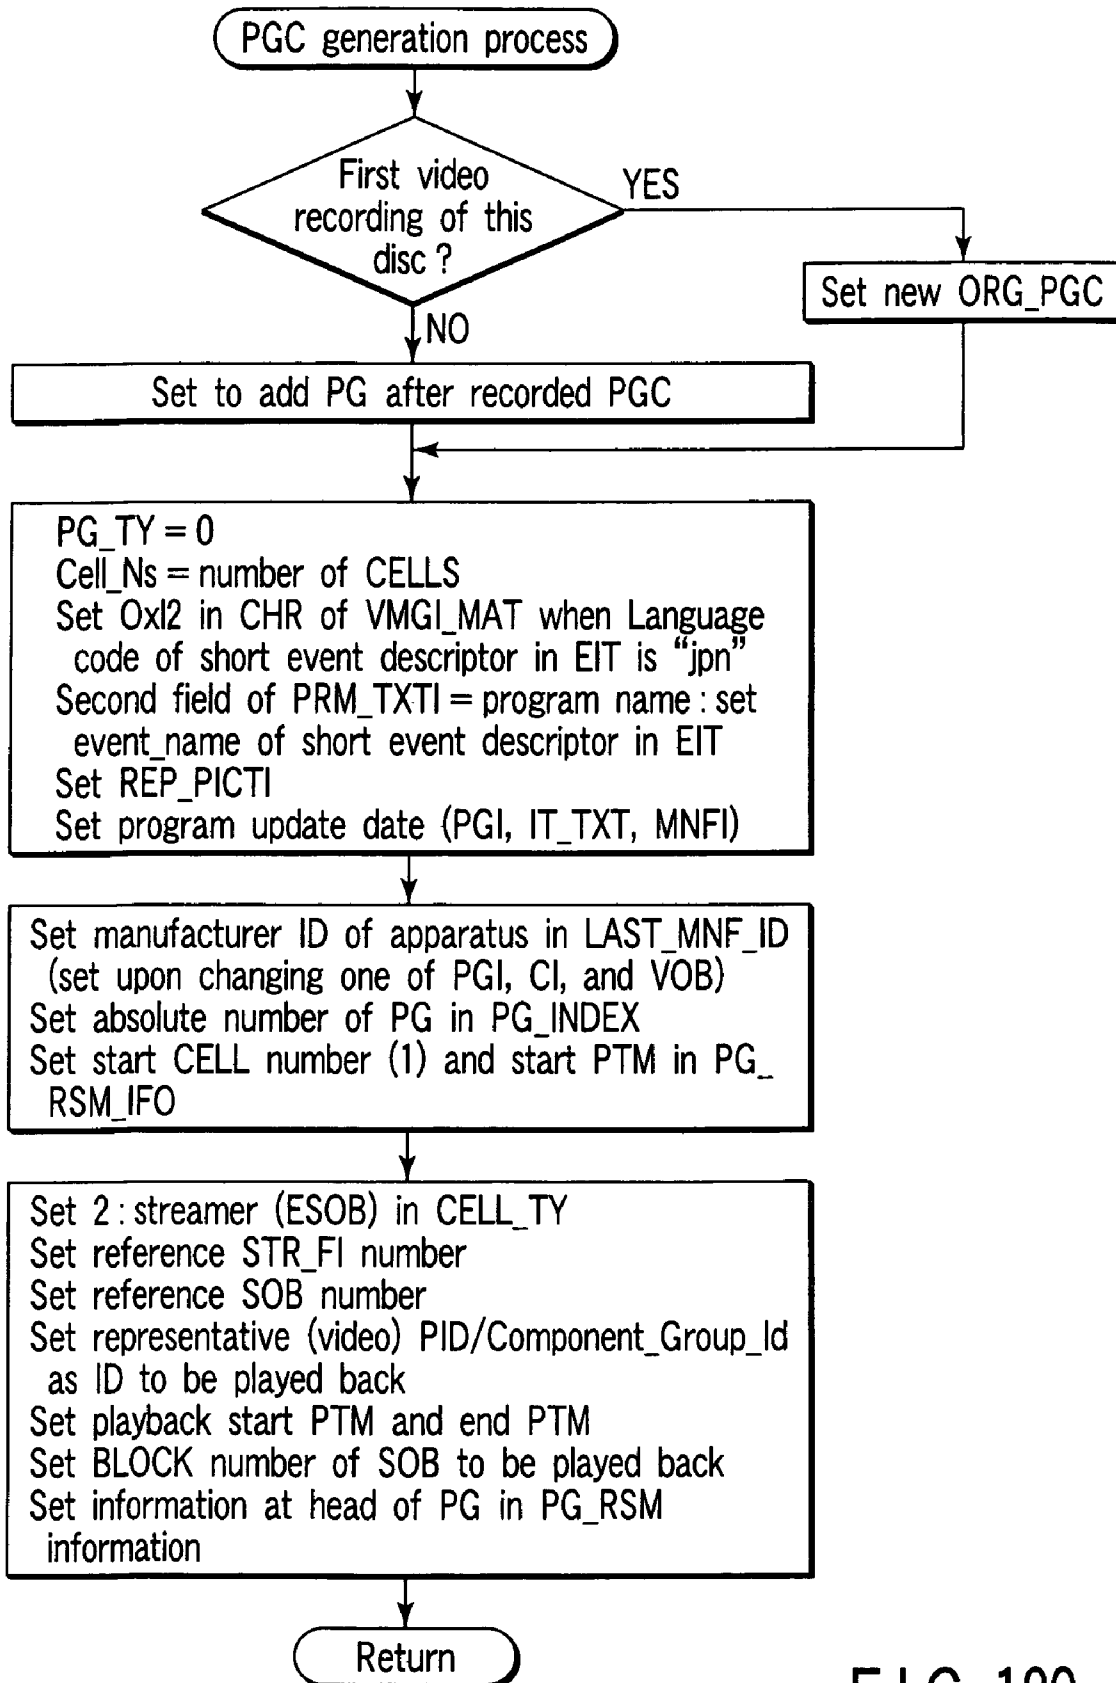 PGC generation process
First video
recording of this
disc ?
YES
Set new ORG_PGC
NO
Set to add PG after recorded PGC
PG_TY = 0
Cell_Ns = number of CELLS
Set OxI2 in CHR of VMGI_MAT when Language
code of short event descriptor in EIT is “jpn”
Second field of PRM_TXTI = program name : set
event_name of short event descriptor in EIT
Set REP_PICTI
Set program update date (PGI, IT_TXT, MNFI)
Set manufacturer ID of apparatus in LAST_MNF_ID
(set upon changing one of PGI, CI, and VOB)
Set absolute number of PG in PG_INDEX
Set start CELL number (1) and start PTM in PG_
RSM_IFO
Set 2 : streamer (ESOB) in CELL_TY
Set reference STR_FI number
Set reference SOB number
Set representative (video) PID/Component_Group_Id
as ID to be played back
Set playback start PTM and end PTM
Set BLOCK number of SOB to be played back
Set information at head of PG in PG_RSM
information
Return